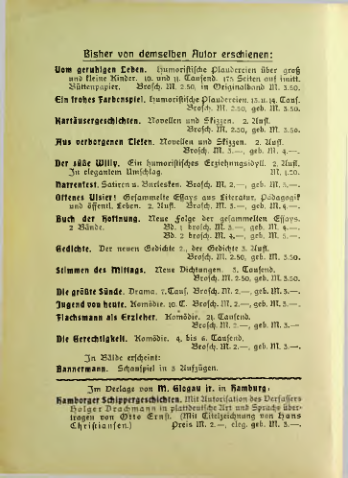 Bisher von demselben Autor erschienen:
Vom geruhigen Leben. Humoristische Plaudereien über groß
und kleine Kinder. 10. und 11. Tausend. 175 Seiten auf imit.
Büttenpapier. Brosch. M. 2.50, in Originalband M. 3.50.
Ein frohes Farbenspiel. Humoristische Plaudereien. 13. u. 14. Taus.
Brosch. M. 2.50, geb. M. 3.50.
Kartäusergeschichten. Novellen und Skizzen. 2. Aufl.
Brosch. M. 2.50, geb. M. 3.50.
Aus verborgenen Tiefen. Novellen und Skizzen. 2. Aufl.
Brosch. M. 3.—, geb. M. 4.—.
Der süße Willy. Ein humoristisches Erziehungsidyll. 2. Aufl.
In elegantem Umschlag. M. 1.20.
Narrenfest. Satiren u. Burlesken. Brosch. M. 2.—, geb. M. 3.—.
Offenes Visier! Gesammelte Essays aus Literatur, Pädagogik
und öffentl. Leben. 2. Aufl. Brosch. M. 3.—, geb. M. 4.—.
Buch der Hoffnung. Neue Folge der gesammelten Essays.
2 Bände. Bd. 1 brosch. M. 3.—, geb. M. 4.—.
Bd. 2 brosch. M. 4.—, geb. M. 5.—.
Gedichte. Der neuen Gedichte 2., der Gedichte 3. Aufl.
Brosch. M. 2.50, geb. M. 3.50.
Stimmen des Mittags. Neue Dichtungen. 3. Tausend.
Brosch. M. 2.50, geb. M. 3.50.
Die größte Sünde. Drama. 7. Taus. Brosch. M. 2.—, geb. M. 3.—.
Jugend von heute. Komödie. 10. T. Brosch. M. 2.—, geb. M. 3.—.
Flachsmann als Erzieher. Komödie. 21. Tausend.
Brosch. M. 2.—, geb. M. 3.—
Die Gerechtigkeit. Komödie. 4. bis 6. Tausend.
Brosch. M. 2.—, geb. M. 3.—.
In Bälde erscheint:
Bannermann. Schauspiel in 3 Aufzügen.
Im Verlage von M. Glogau jr. in Hamburg.
Hamborger Schippergeschichten. Mit Autorisation des Verfassers
Holger Drachmann in plattdeutsche Art und Sprache über-
tragen von Otto Ernst. (Mit Titelzeichnung von Hans
Christiansen.) Preis M. 2.—, eleg. geb. M. 3.—.